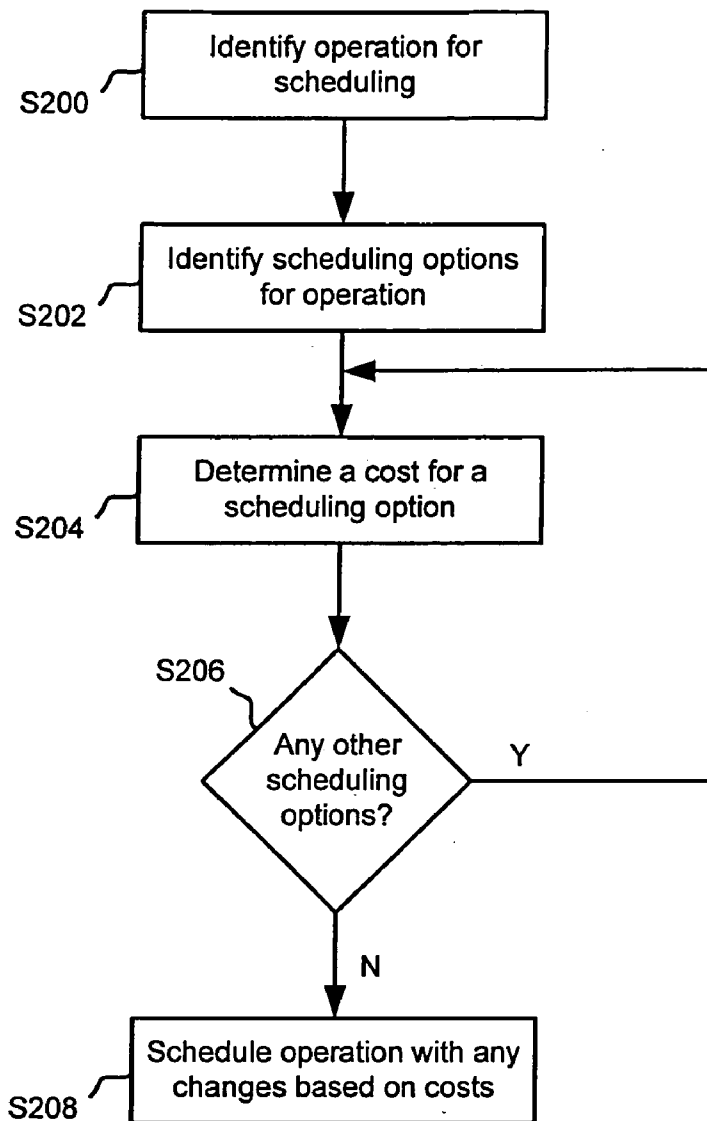 Identify operation for
scheduling
S200
Identify scheduling options
for operation
S202
Determine a cost for a
scheduling option
S204
S206
Any other
scheduling
options?
Y
N
Schedule operation with any
changes based on costs
S208